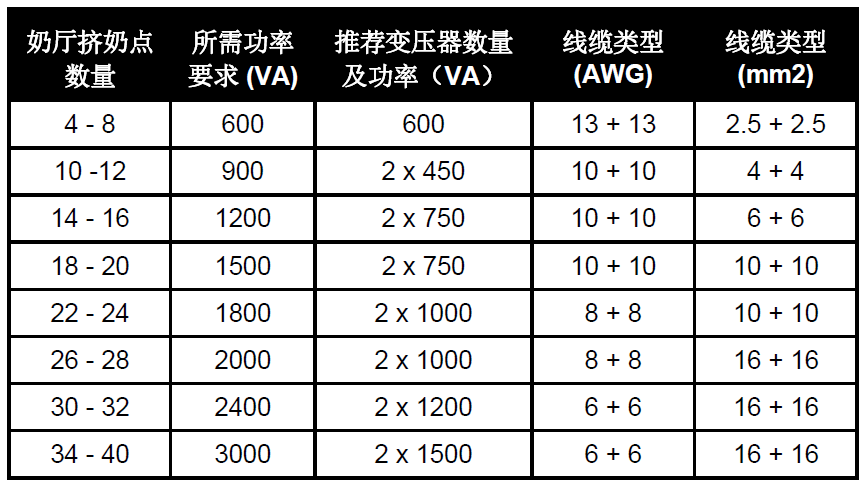 奶厅挤奶点 所需功率 推荐变压器数量 线缆类型 线缆类型
数量 要求 (VA) 及功率（VA） (AWG) (mm2)
4 - 8 600 600 13 + 13 2.5 + 2.5
10 -12 900 2 x 450 10 + 10 4 + 4
14 - 16 1200 2 x 750 10 + 10 6 + 6
18 - 20 1500 2 x 750 10 + 10 10 + 10
22 - 24 1800 2 x 1000 8 + 8 10 + 10
26 - 28 2000 2 x 1000 8 + 8 16 + 16
30 - 32 2400 2 x 1200 6 + 6 16 + 16
34 - 40 3000 2 x 1500 6 + 6 16 + 16